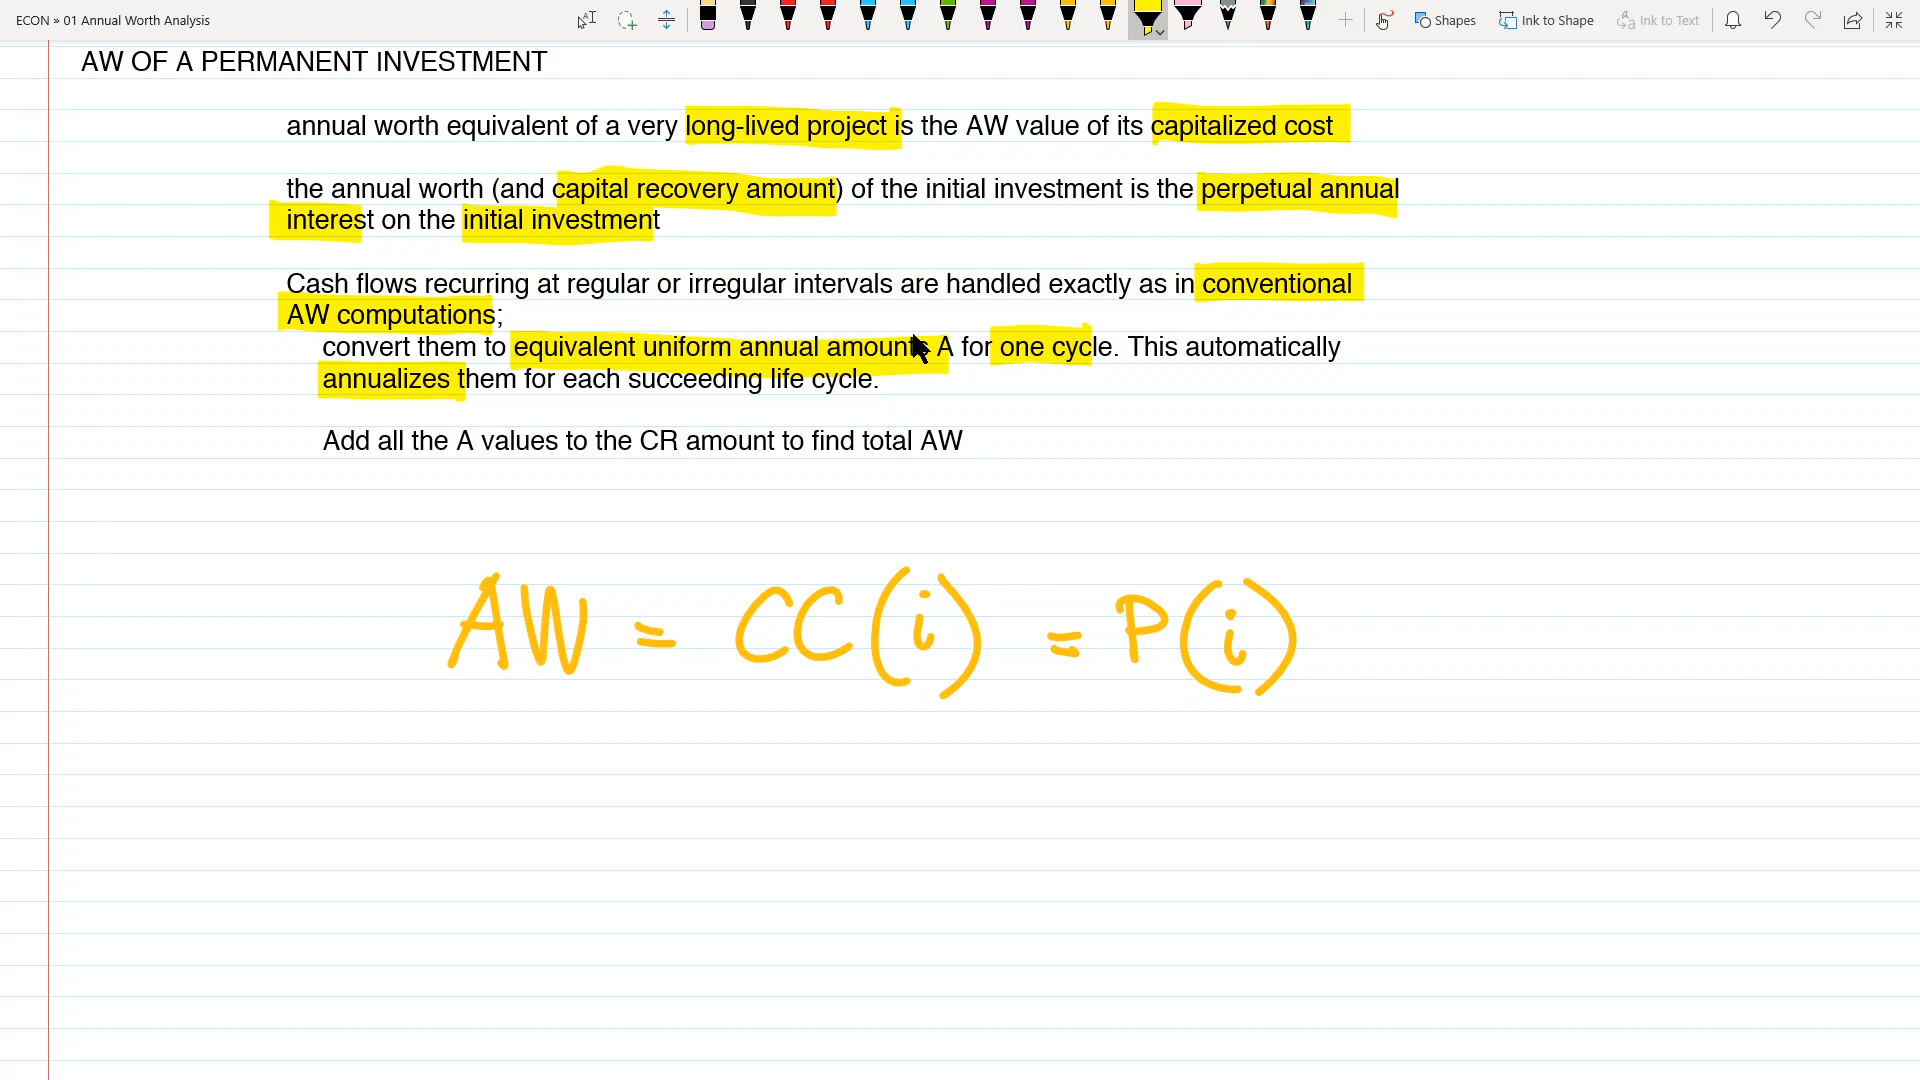 ECON » 01 Annual Worth Analysis
Shapes Ink to Shape Ink to Text
AW OF A PERMANENT INVESTMENT
annual worth equivalent of a very long-lived project is the AW value of its capitalized cost
the annual worth (and capital recovery amount) of the initial investment is the perpetual annual
interest on the initial investment
Cash flows recurring at regular or irregular intervals are handled exactly as in conventional
AW computations;
convert them to equivalent uniform annual amounts A for one cycle. This automatically
annualizes them for each succeeding life cycle.
Add all the A values to the CR amount to find total AW
AW = CC(i) = P(i)